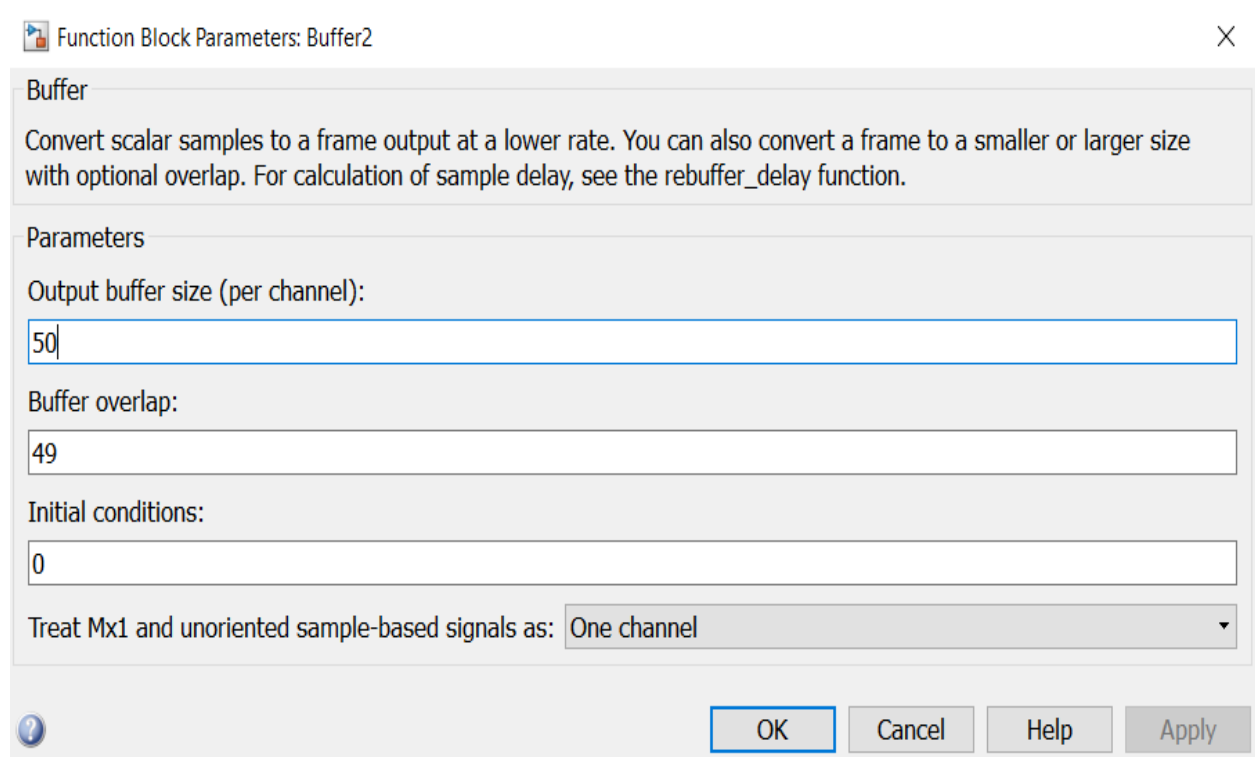 Function Block Parameters: Buffer2
Buffer
Convert scalar samples to a frame output at a lower rate. You can also convert a frame to a smaller or larger size
with optional overlap. For calculation of sample delay, see the rebuffer_delay function.
Parameters
Output buffer size (per channel):
50
Buffer overlap:
49
Initial conditions:
0
Treat Mx1 and unoriented sample-based signals as: One channel
OK Cancel Help Apply